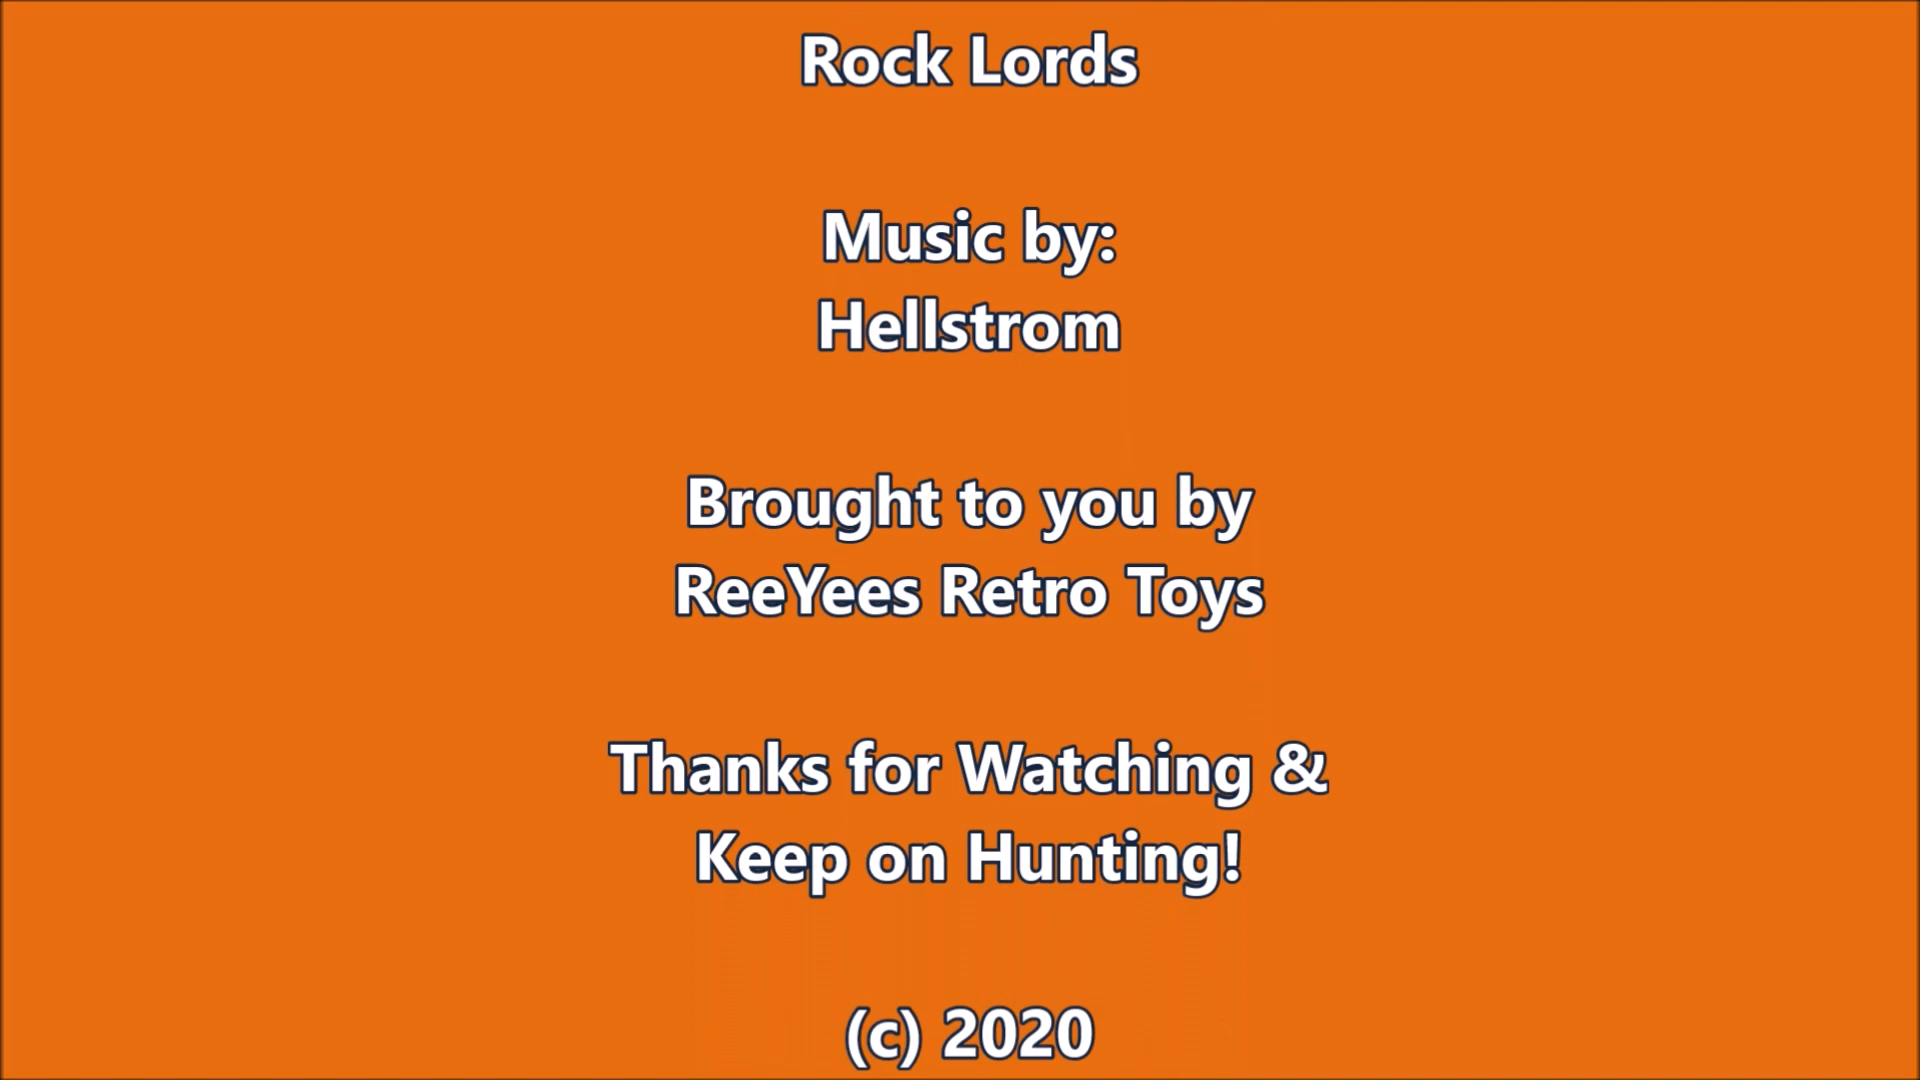 Rock Lords
Music by:
Hellstrom
Brought to you by
ReeYees Retro Toys
Thanks for Watching &
Keep on Hunting!
(c) 2020